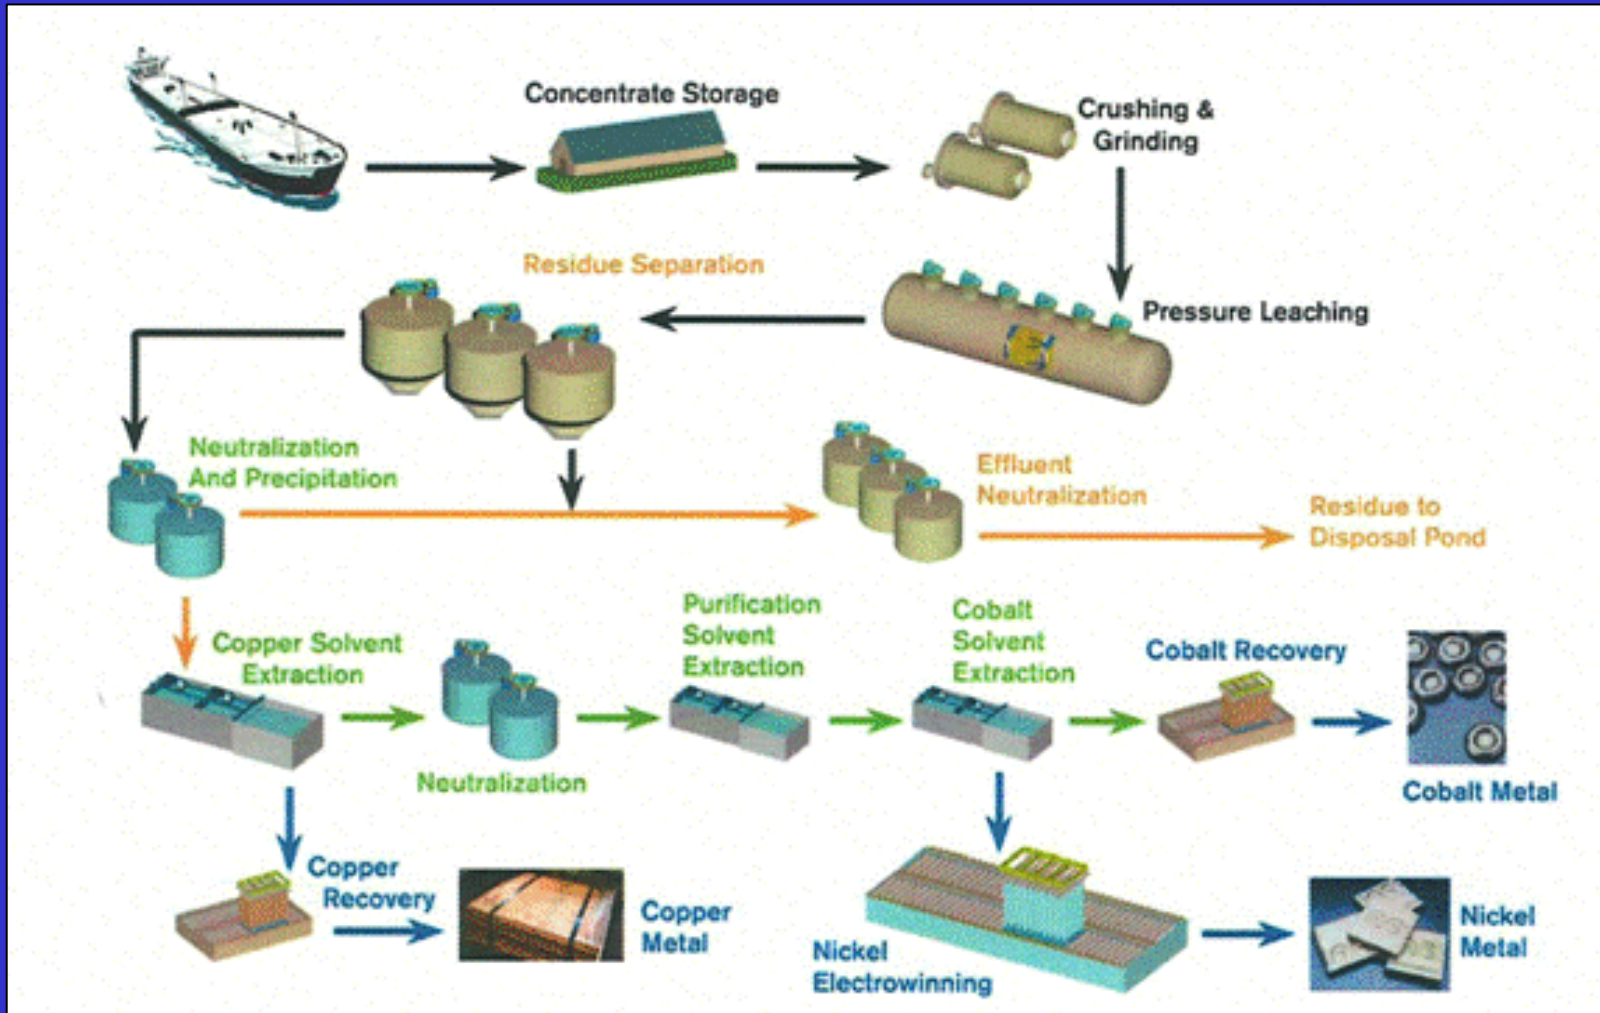 Concentrate Storage
Crushing &
Grinding
Residue Separation
Pressure Leaching
Neutralization
And Precipitation
Effluent
Neutralization
Residue to
Disposal Pond
Copper Solvent
Extraction
Neutralization
Purification
Solvent
Extraction
Cobalt
Solvent
Extraction
Cobalt Recovery
Cobalt Metal
Copper
Recovery
Copper
Metal
Nickel
Electrowinning
Nickel
Metal